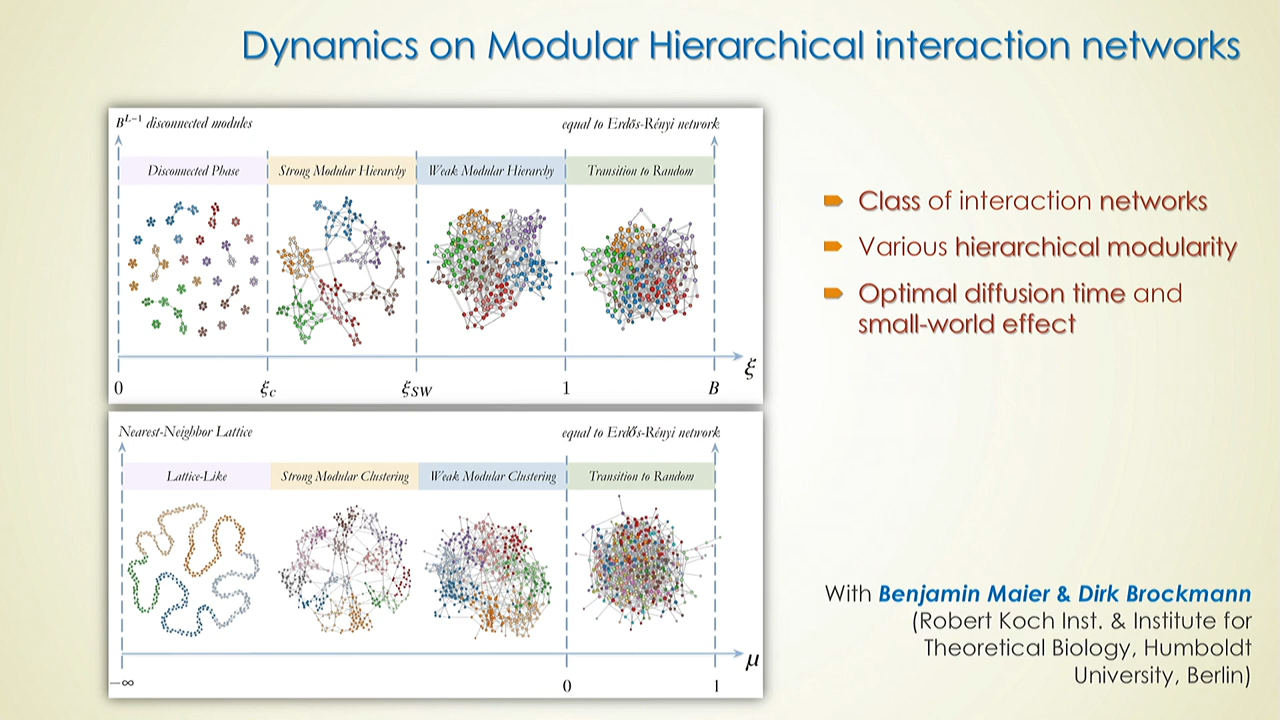 Dynamics on Modular Hierarchical interaction networks
B^{L-1} disconnected modules
equal to Erdős-Rényi network
Disconnected Phase
Strong Modular Hierarchy
Weak Modular Hierarchy
Transition to Random
0
ξc
ξSW
1
B
ξ
Nearest-Neighbor Lattice
equal to Erdős-Rényi network
Lattice-Like
Strong Modular Clustering
Weak Modular Clustering
Transition to Random
−∞
0
1
μ
Class of interaction networks
Various hierarchical modularity
Optimal diffusion time and
small-world effect
With Benjamin Maier & Dirk Brockmann
(Robert Koch Inst. & Institute for
Theoretical Biology, Humboldt
University, Berlin)